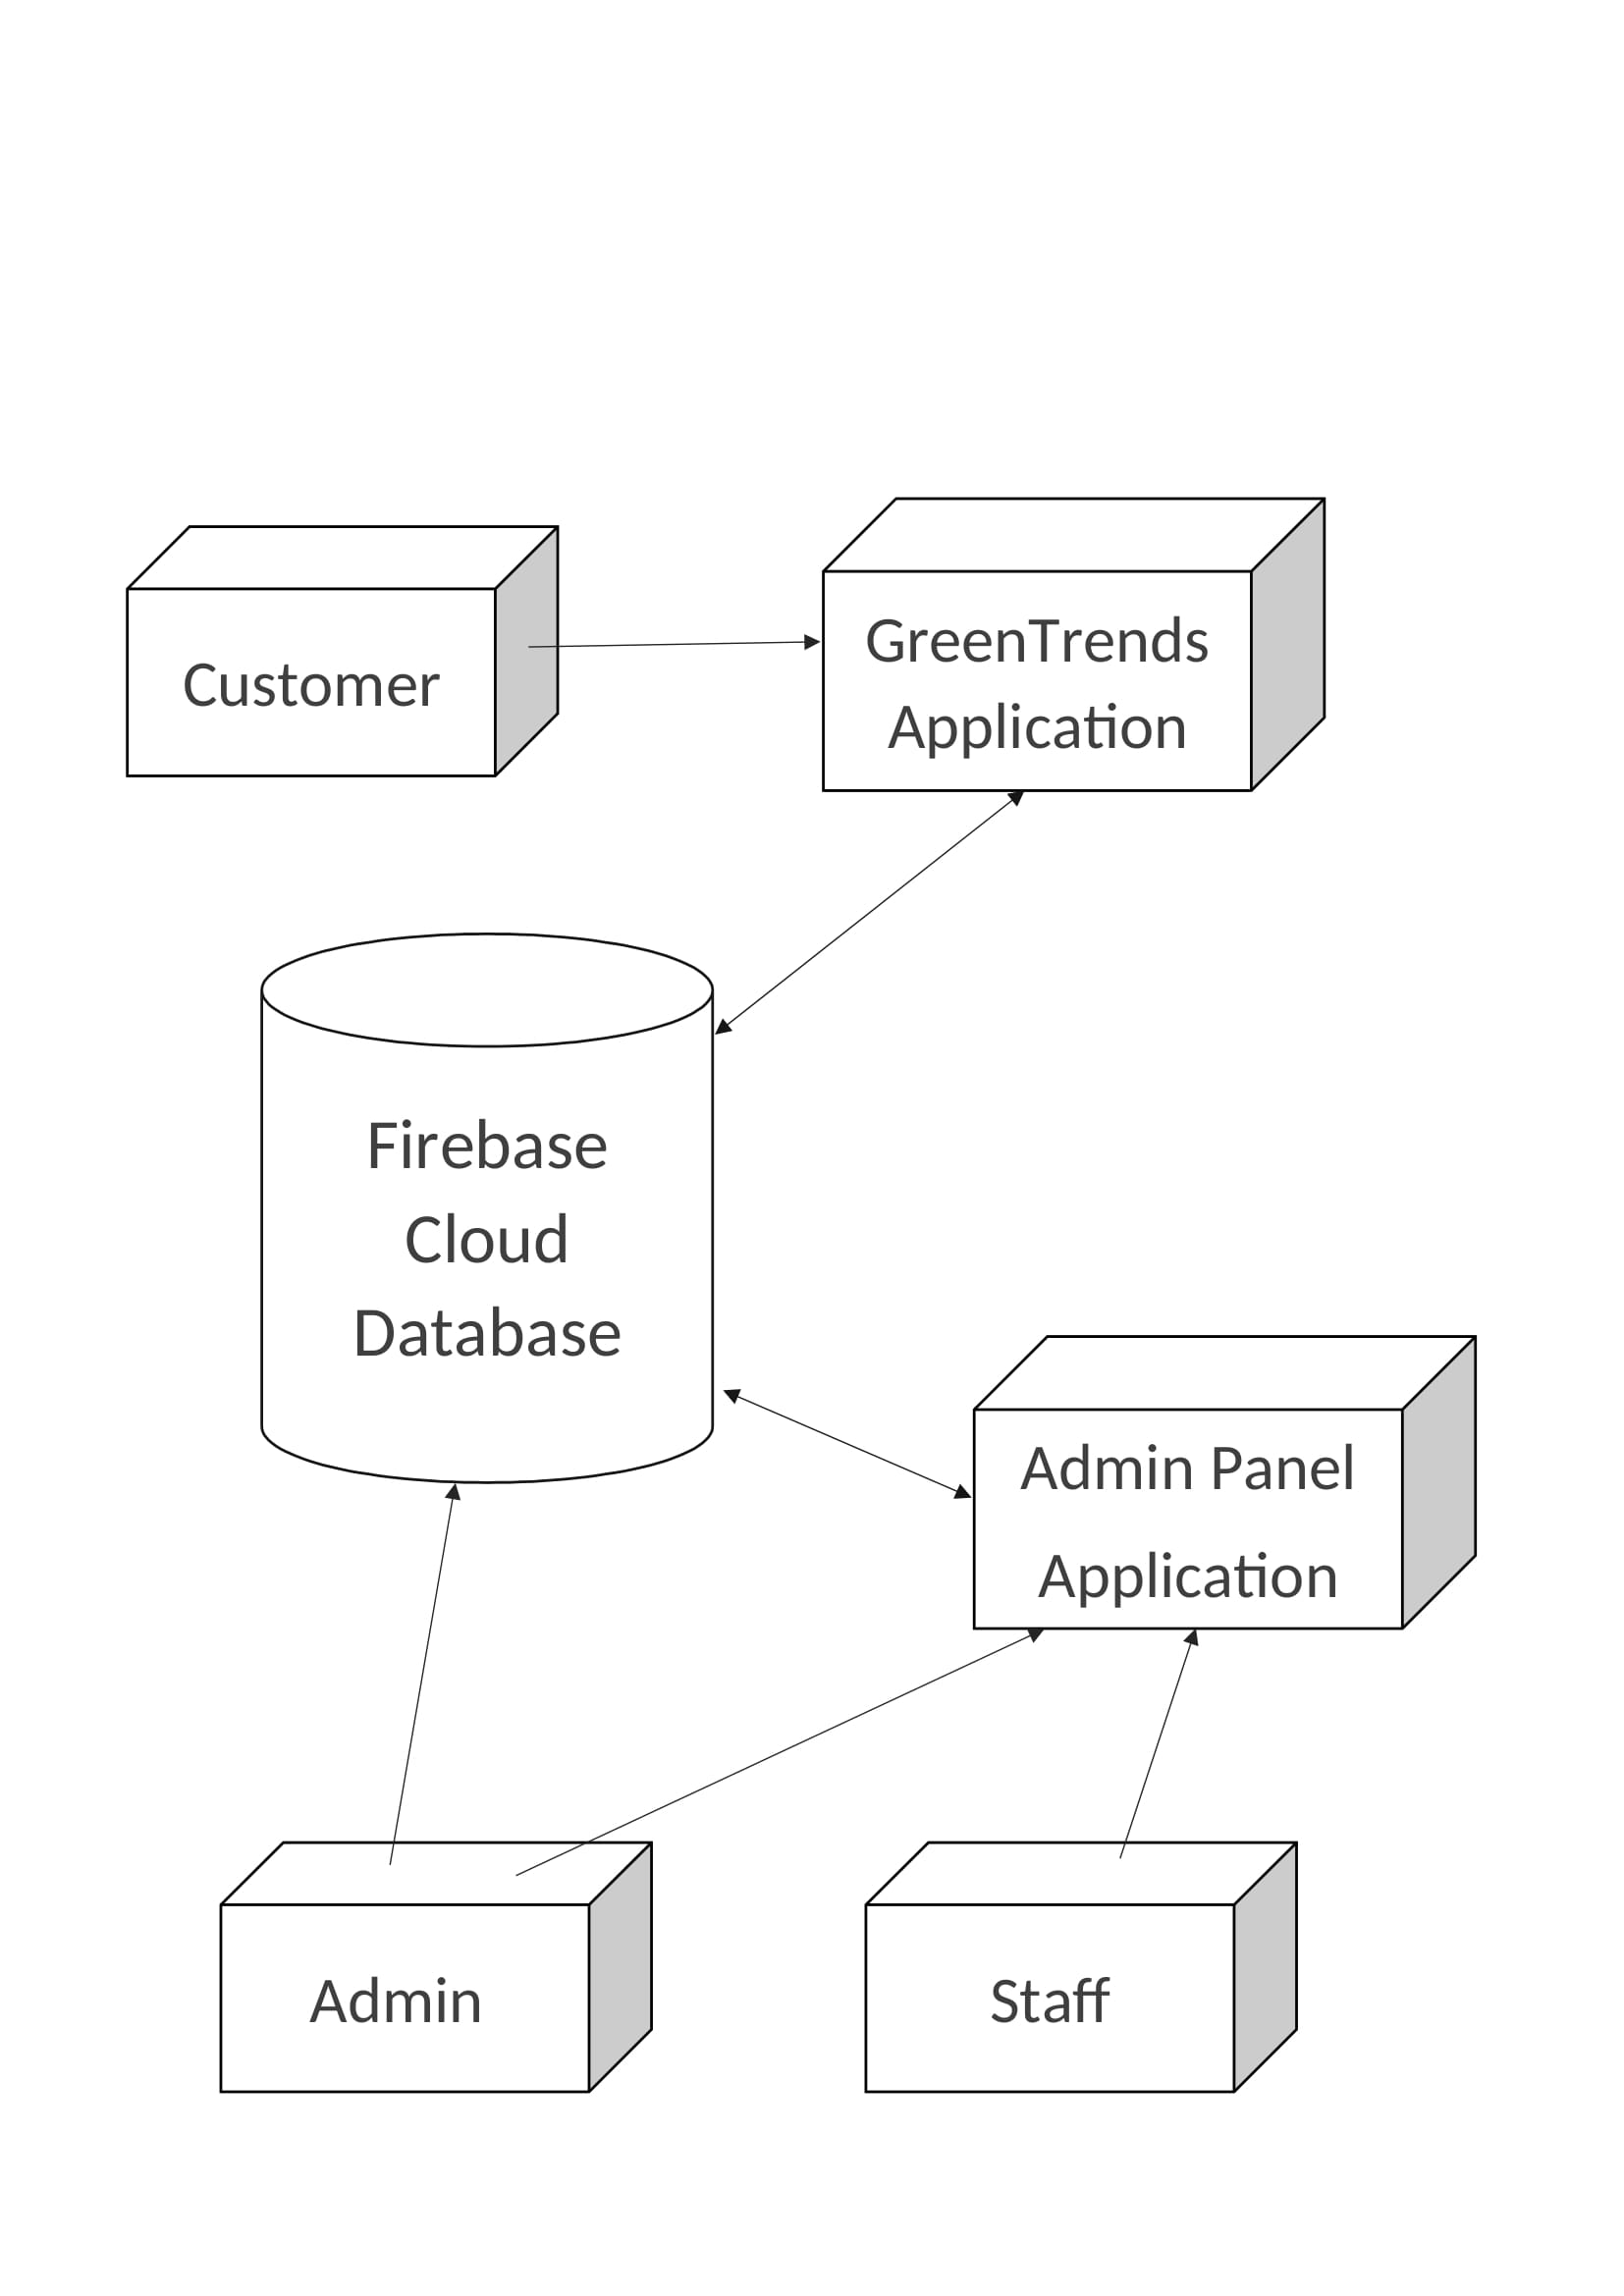 Customer
GreenTrends
Application
Firebase
Cloud
Database
Admin Panel
Application
Admin
Staff